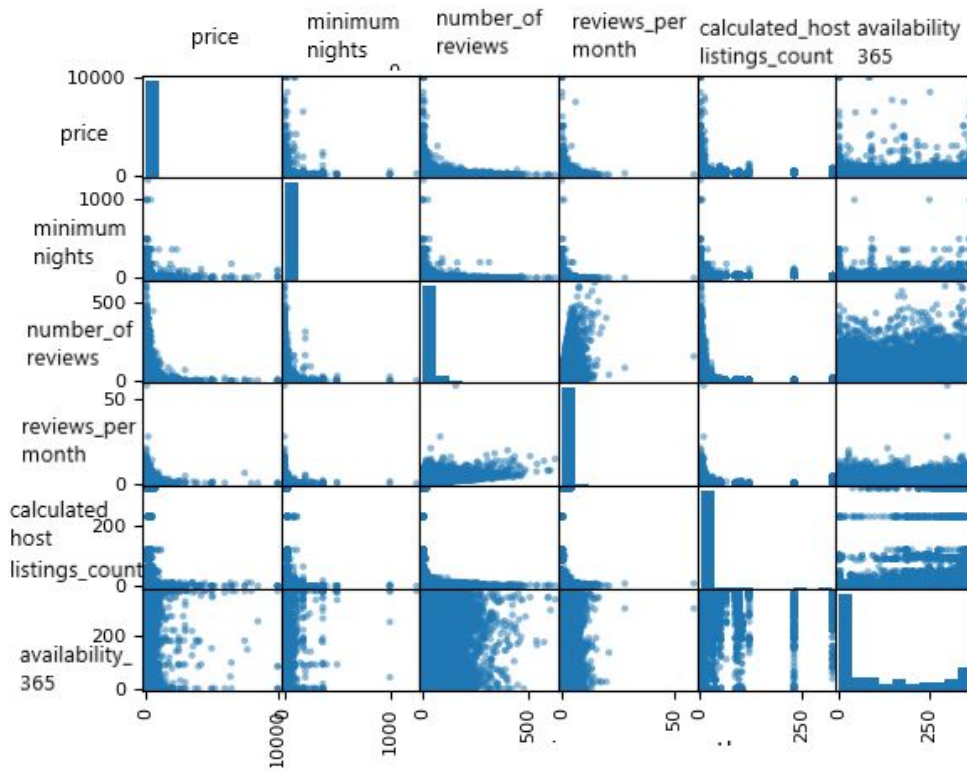 price
minimum
nights
number_of
reviews
reviews_per
month
calculated_host
listings_count
availability
365
10000
price
0
1000
minimum
nights
0
500
number_of
reviews
0
50
reviews_per
month
0
calculated
host
200
listings_count
0
200
availability_
365
0
0
10000
0
1000
0
500
0
50
0
250
0
250